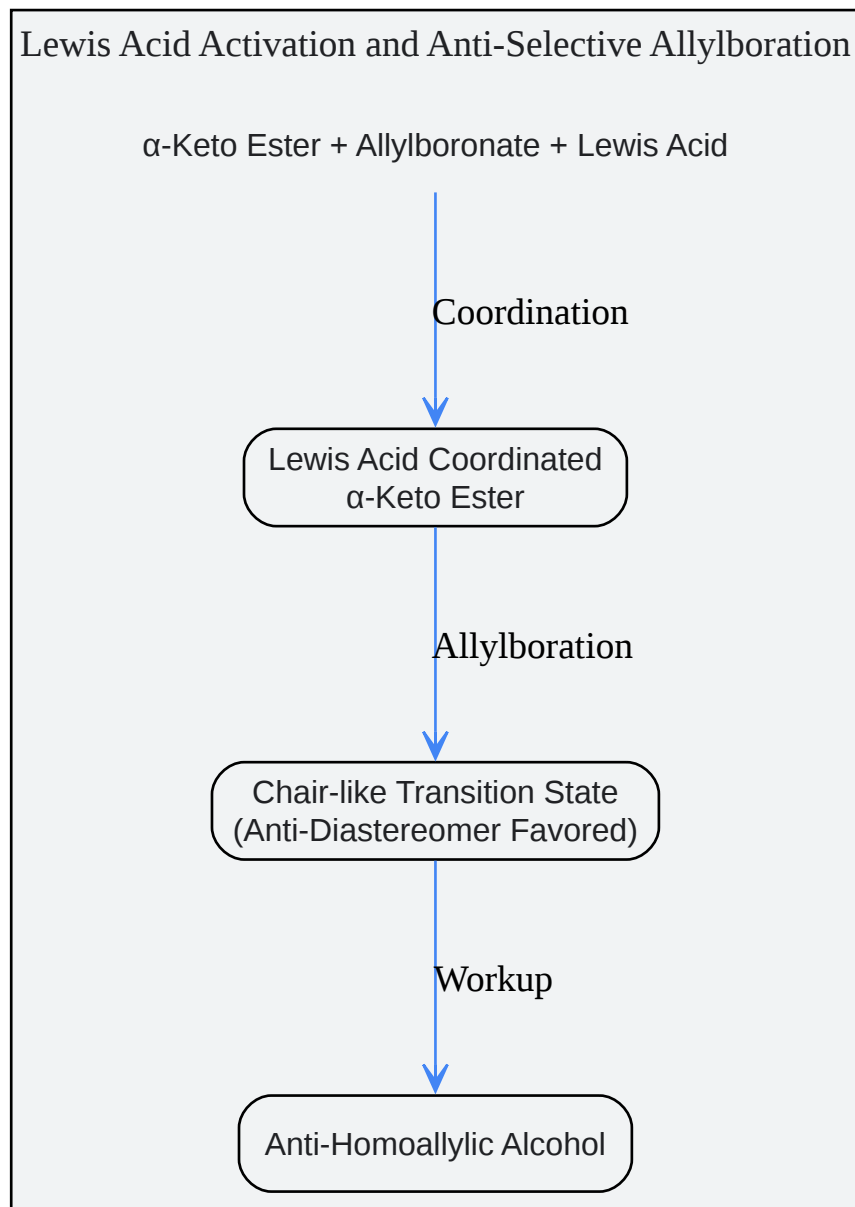 Lewis Acid Activation and Anti-Selective Allylboration
α-Keto Ester + Allylboronate + Lewis Acid
Coordination
Lewis Acid Coordinated
α-Keto Ester
Allylboration
Chair-like Transition State
(Anti-Diastereomer Favored)
Workup
Anti-Homoallylic Alcohol